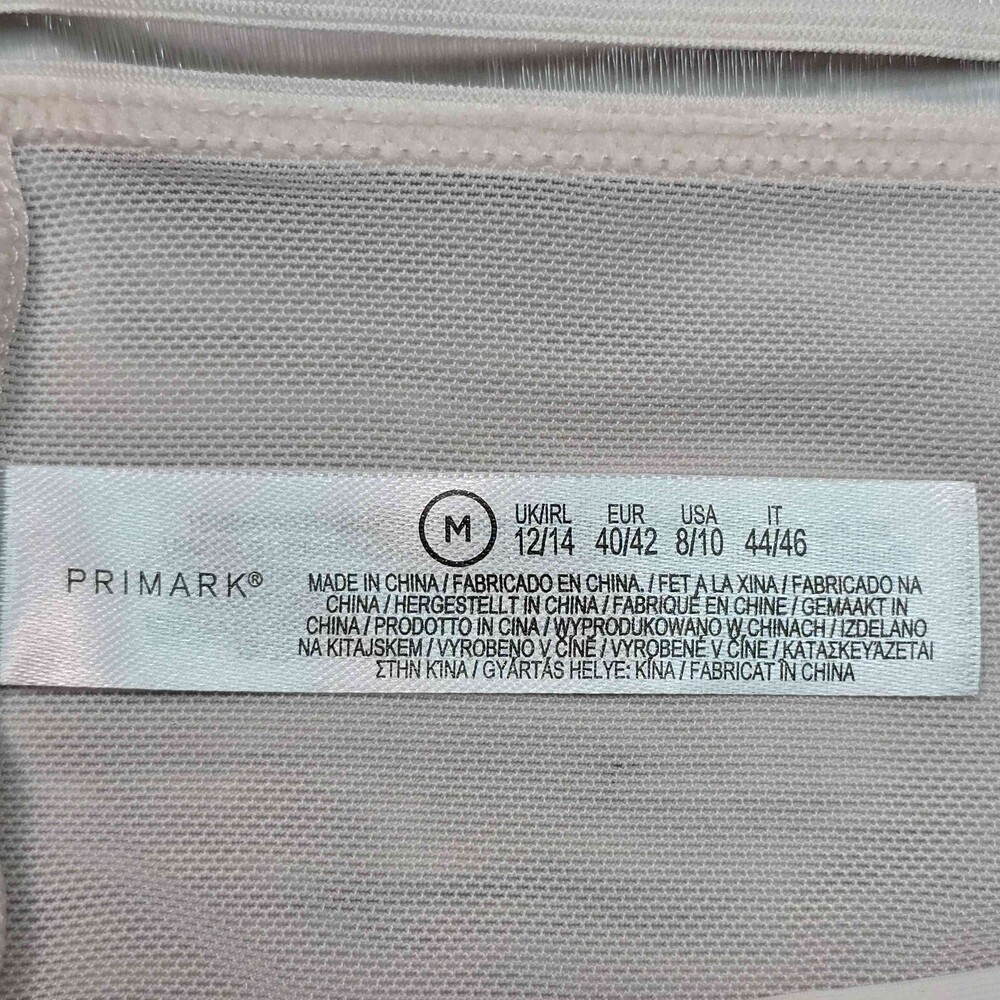 PRIMARK®
M
UK/IRL EUR USA IT
12/14 40/42 8/10 44/46
MADE IN CHINA / FABRICADO EN CHINA. / FET A LA XINA / FABRICADO NA
CHINA / HERGESTELLT IN CHINA / FABRIQUÉ EN CHINE / GEMAAKT IN
CHINA / PRODOTTO IN CINA / WYPRODUKOWANO W CHINACH / IZDELANO
NA KITAJSKEM / VYROBENO V ČÍNĚ / VYROBENÉ V ČÍNE / ΚΑΤΑΣΚΕΥΑΖΕΤΑΙ
ΣΤΗΝ ΚΊΝΑ / GYÁRTÁS HELYE: KÍNA / FABRICAT ÎN CHINA